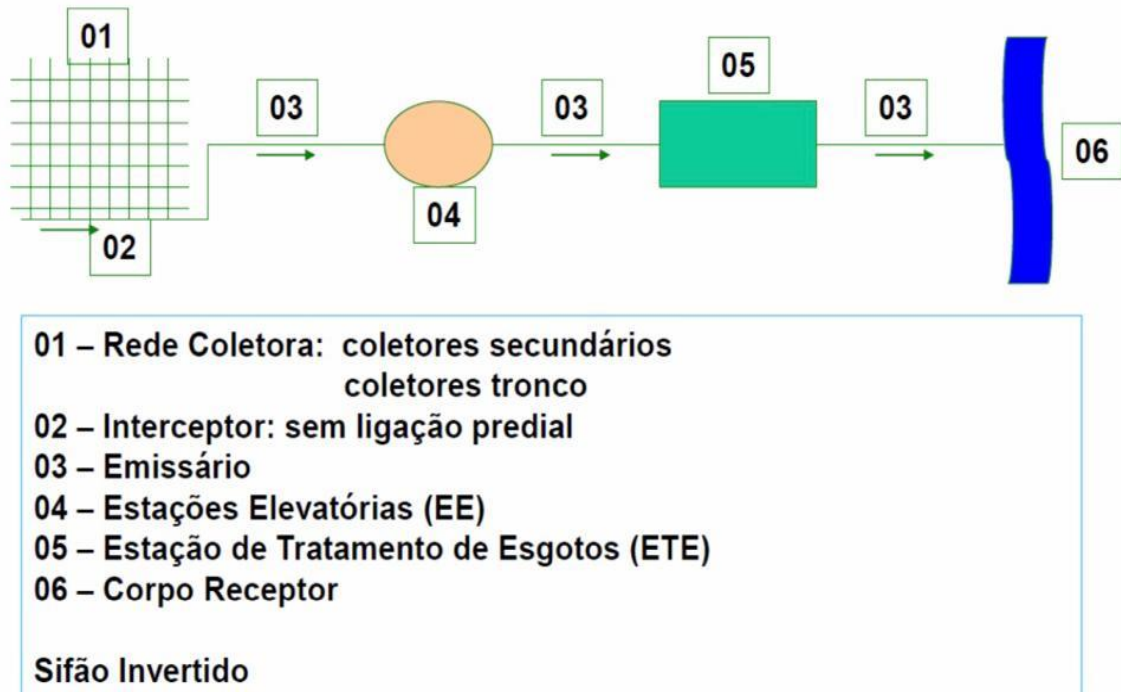 01
03
03
05
03
06
04
02
01 – Rede Coletora: coletores secundários
coletores tronco
02 – Interceptor: sem ligação predial
03 – Emissário
04 – Estações Elevatórias (EE)
05 – Estação de Tratamento de Esgotos (ETE)
06 – Corpo Receptor
Sifão Invertido